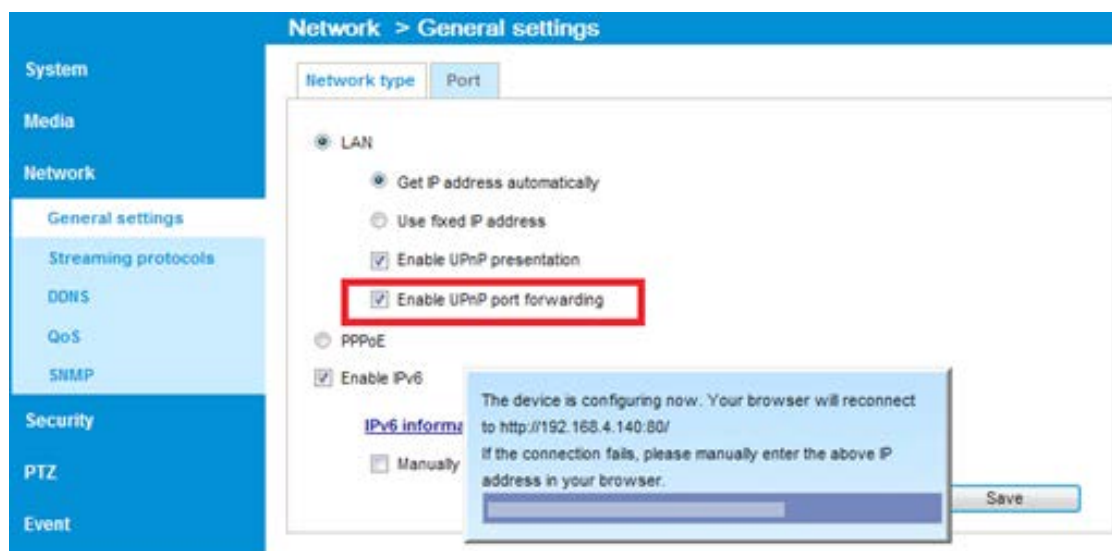 Network > General settings
System
Media
Network
General settings
Streaming protocols
DDNS
QoS
SNMP
Security
PTZ
Event
Network type Port
LAN
Get IP address automatically
Use fixed IP address
Enable UPnP presentation
Enable UPnP port forwarding
PPPoE
Enable IPv6
IPv6 informa
Manually
The device is configuring now. Your browser will reconnect
to http://192.168.4.140:80/
If the connection fails, please manually enter the above IP
address in your browser.
Save